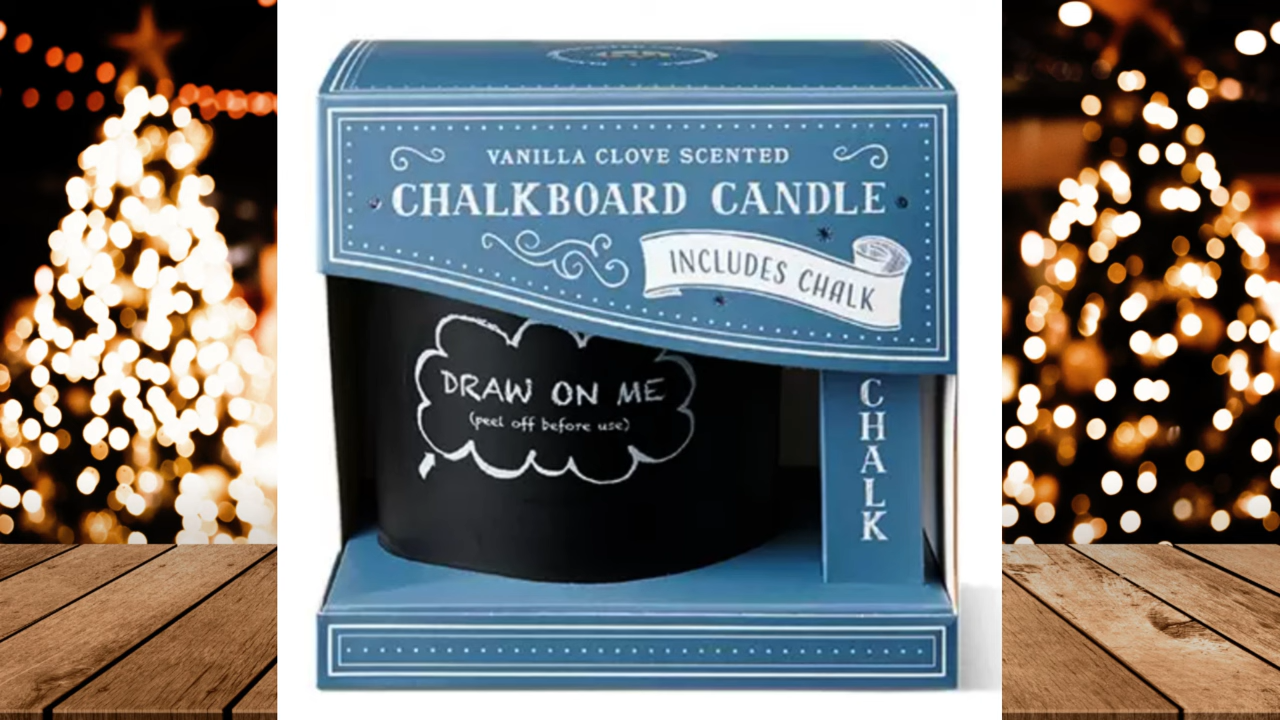 VANILLA CLOVE SCENTED
CHALKBOARD CANDLE
INCLUDES CHALK
DRAW ON ME
(peel off before use)
CHALK